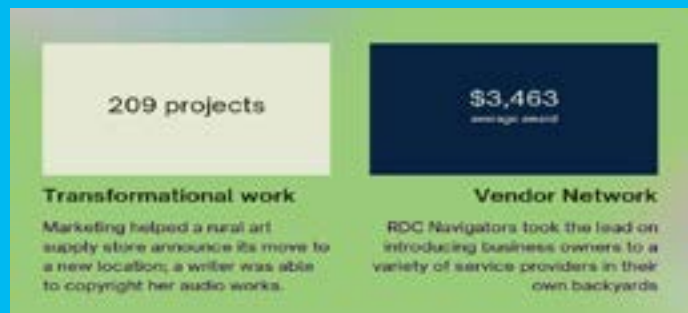 209 projects
$3,463
average award
Transformational work
Marketing helped a rural art
supply store announce its move to
a new location; a writer was able
to copyright her audio works.
Vendor Network
RDC Navigators took the lead on
introducing business owners to a
variety of service providers in their
own backyards